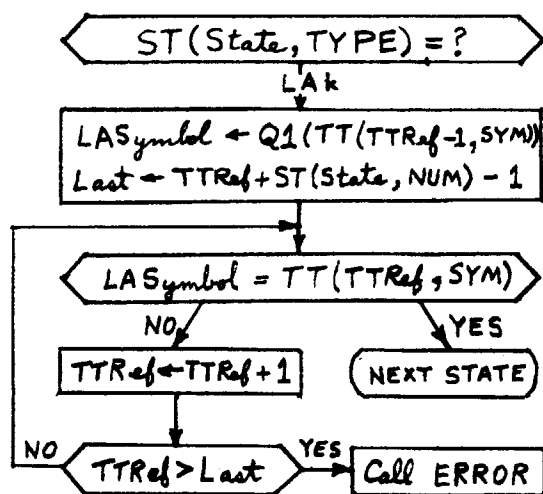 ST(State, TYPE) = ?
LAk
LASymbol ← Q1(TT(TTRef-1, SYM))
Last ← TTRef + ST(State, NUM) - 1
LASymbol = TT(TTRef, SYM)
NO
YES
TTRef ← TTRef + 1
NEXT STATE
NO
TTRef > Last
YES
Call ERROR